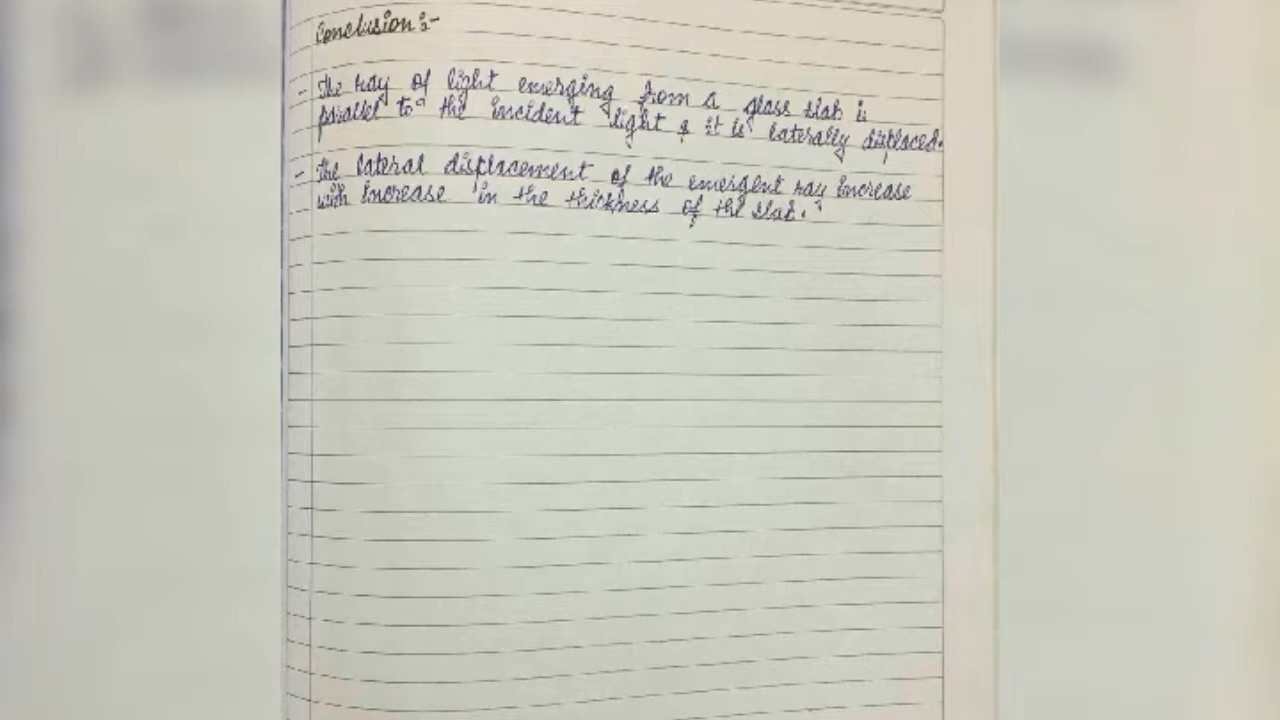 Conclusion :-
- the ray of light emerging from a glass slab is
parallel to the incident light & it is laterally displaced.
- the lateral displacement of the emergent ray increase
with increase in the thickness of the slab.